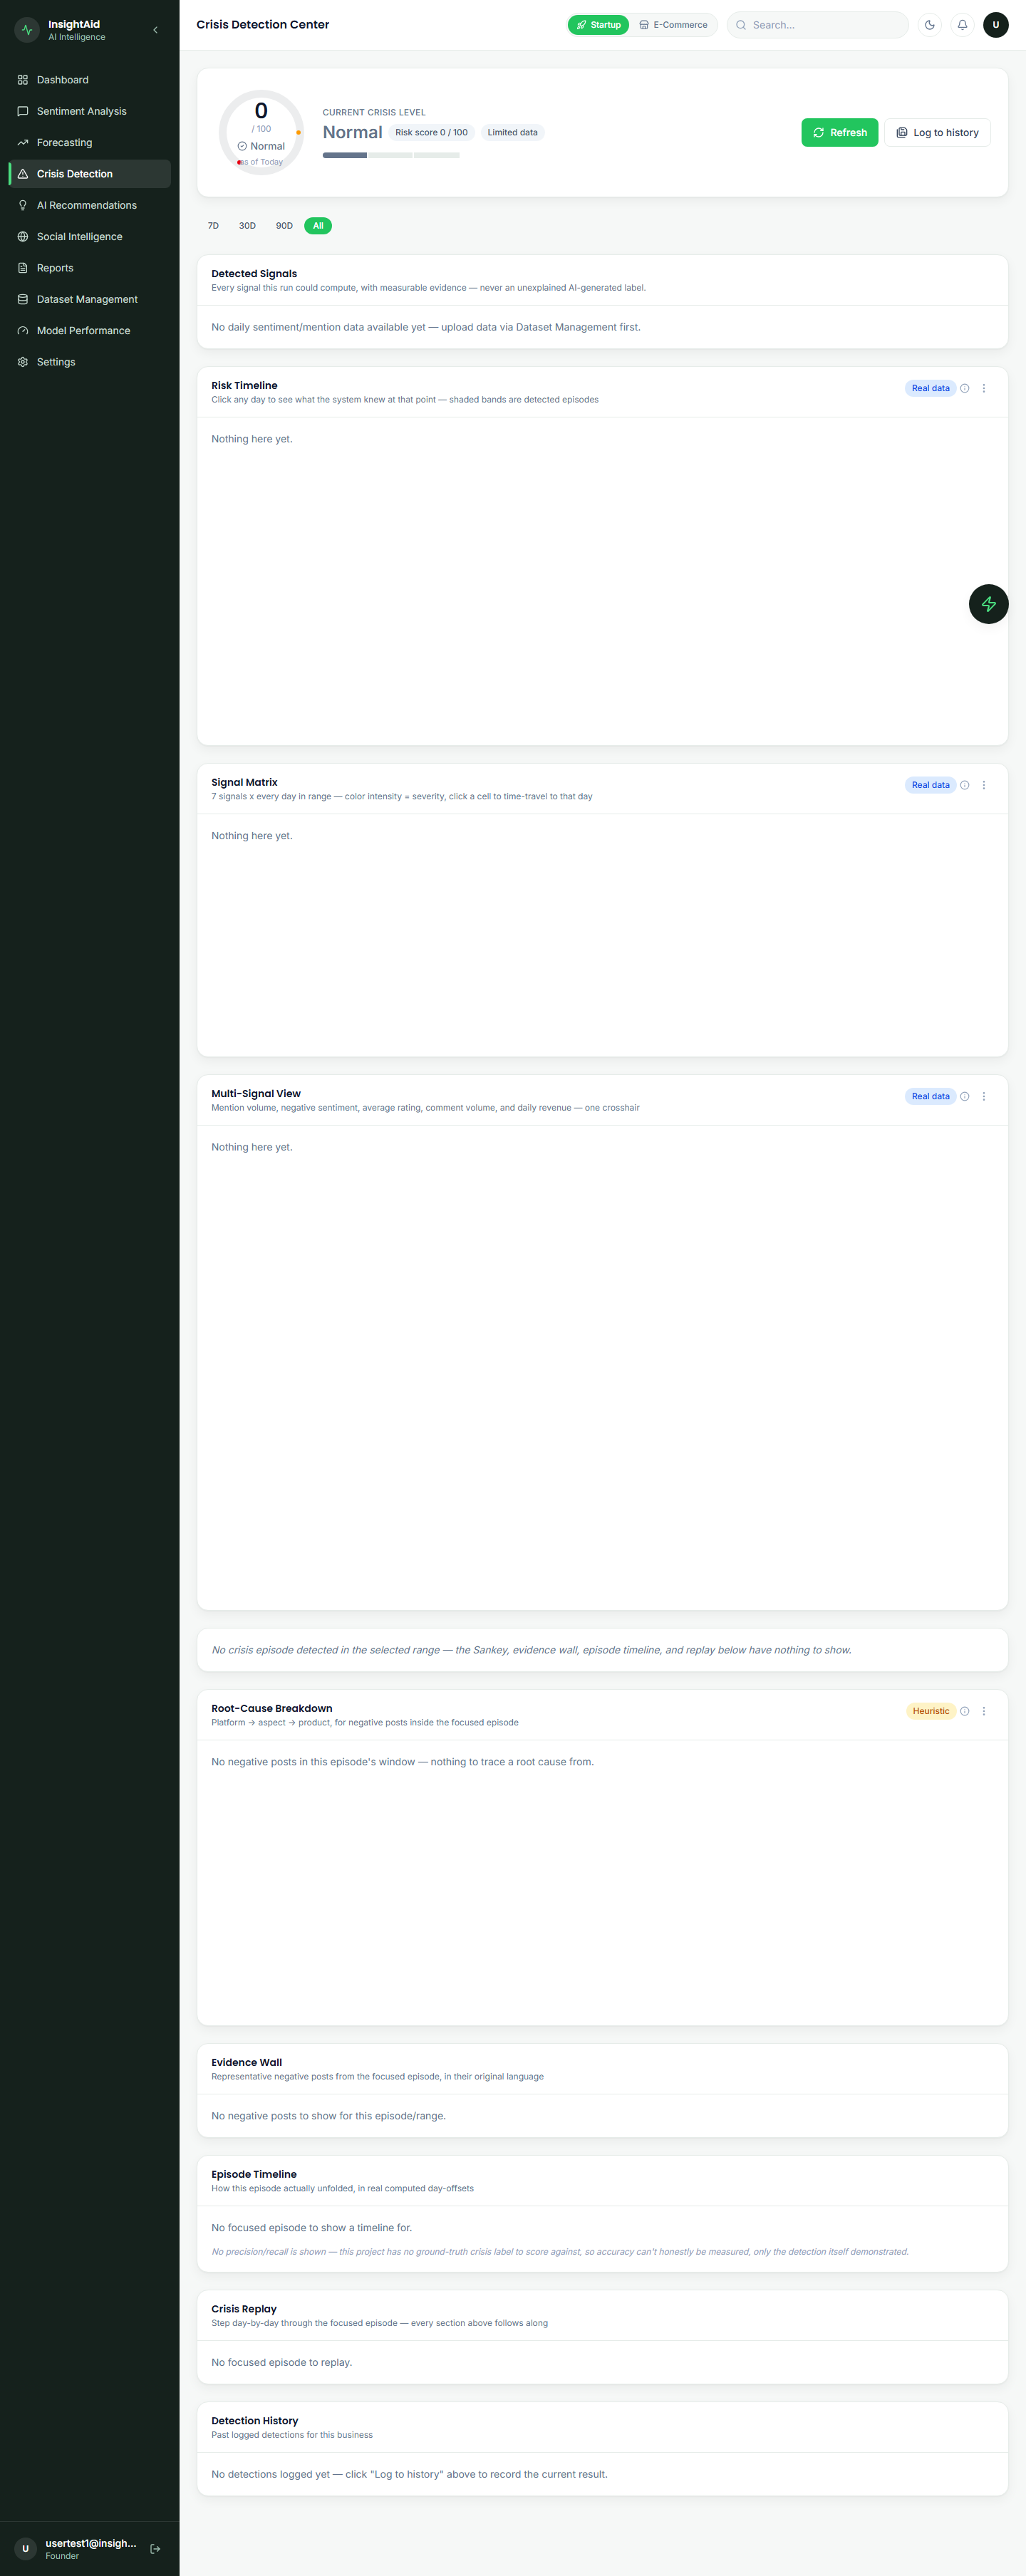 InsightAid
AI Intelligence
Dashboard
Sentiment Analysis
Forecasting
Crisis Detection
AI Recommendations
Social Intelligence
Reports
Dataset Management
Model Performance
Settings
usertest1@insigh...
Founder
U
Crisis Detection Center
Startup
E-Commerce
Search...
U
0
/ 100
Normal
as of Today
CURRENT CRISIS LEVEL
Normal
Risk score 0 / 100
Limited data
Refresh
Log to history
7D
30D
90D
All
Detected Signals
Every signal this run could compute, with measurable evidence — never an unexplained AI-generated label.
No daily sentiment/mention data available yet — upload data via Dataset Management first.
Risk Timeline
Click any day to see what the system knew at that point — shaded bands are detected episodes
Real data
Nothing here yet.
Signal Matrix
7 signals x every day in range — color intensity = severity, click a cell to time-travel to that day
Real data
Nothing here yet.
Multi-Signal View
Mention volume, negative sentiment, average rating, comment volume, and daily revenue — one crosshair
Real data
Nothing here yet.
No crisis episode detected in the selected range — the Sankey, evidence wall, episode timeline, and replay below have nothing to show.
Root-Cause Breakdown
Platform → aspect → product, for negative posts inside the focused episode
Heuristic
No negative posts in this episode's window — nothing to trace a root cause from.
Evidence Wall
Representative negative posts from the focused episode, in their original language
No negative posts to show for this episode/range.
Episode Timeline
How this episode actually unfolded, in real computed day-offsets
No focused episode to show a timeline for.
No precision/recall is shown — this project has no ground-truth crisis label to score against, so accuracy can't honestly be measured, only the detection itself demonstrated.
Crisis Replay
Step day-by-day through the focused episode — every section above follows along
No focused episode to replay.
Detection History
Past logged detections for this business
No detections logged yet — click "Log to history" above to record the current result.